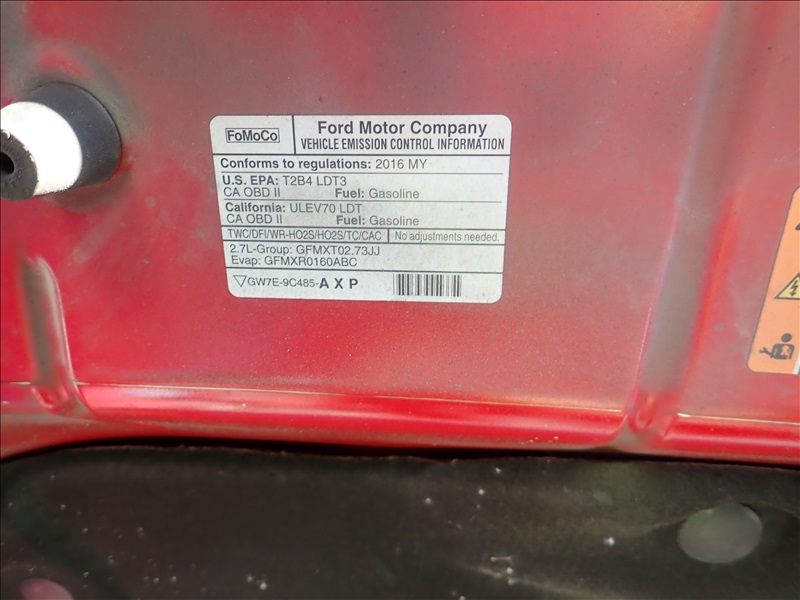 FoMoCo
Ford Motor Company
VEHICLE EMISSION CONTROL INFORMATION
Conforms to regulations: 2016 MY
U.S. EPA: T2B4 LDT3
CA OBD II Fuel: Gasoline
California: ULEV70 LDT
CA OBD II Fuel: Gasoline
TWC/DFI/WR-HO2S/HO2S/TC/CAC No adjustments needed.
2.7L-Group: GFMXT02.73JJ
Evap: GFMXR0160ABC
GW7E-9C485-A X P